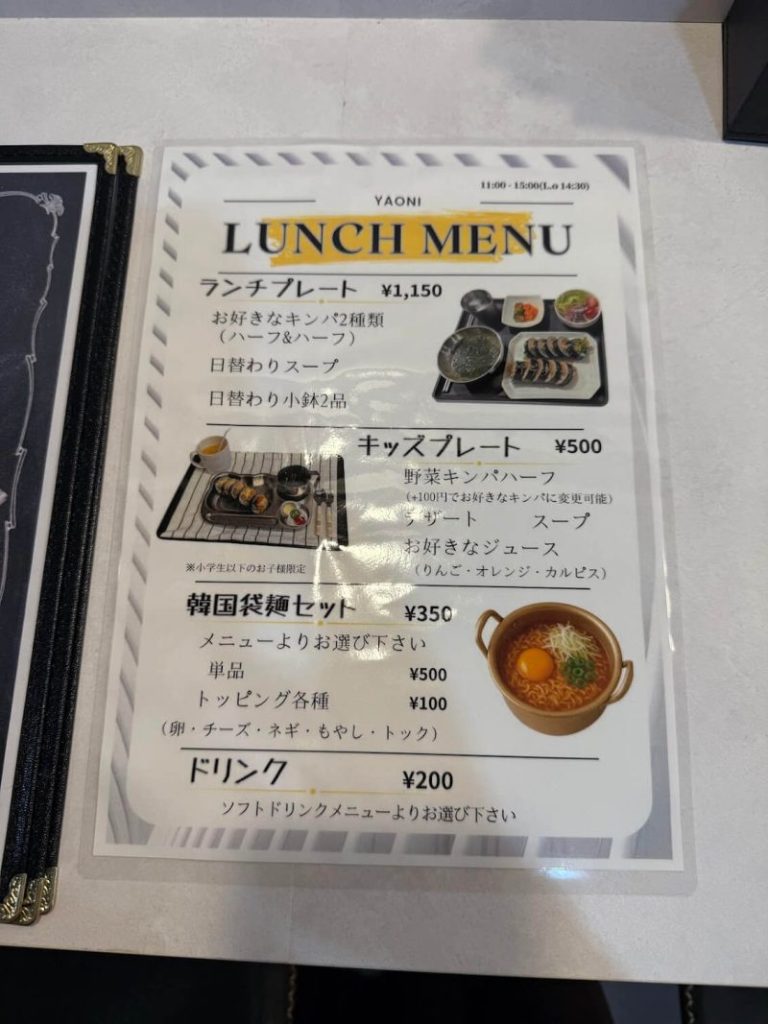 11:00 - 15:00(L.o 14:30)
YAONI
LUNCH MENU
ランチプレート ¥1,150
お好きなキンパ2種類
（ハーフ&ハーフ）
日替わりスープ
日替わり小鉢2品
キッズプレート ¥500
野菜キンパハーフ
（+100円でお好きなキンパに変更可能）
デザート スープ
お好きなジュース
（りんご・オレンジ・カルピス）
※小学生以下のお子様限定
韓国袋麺セット ¥350
メニューよりお選び下さい
単品 ¥500
トッピング各種 ¥100
（卵・チーズ・ネギ・もやし・トック）
ドリンク ¥200
ソフトドリンクメニューよりお選び下さい